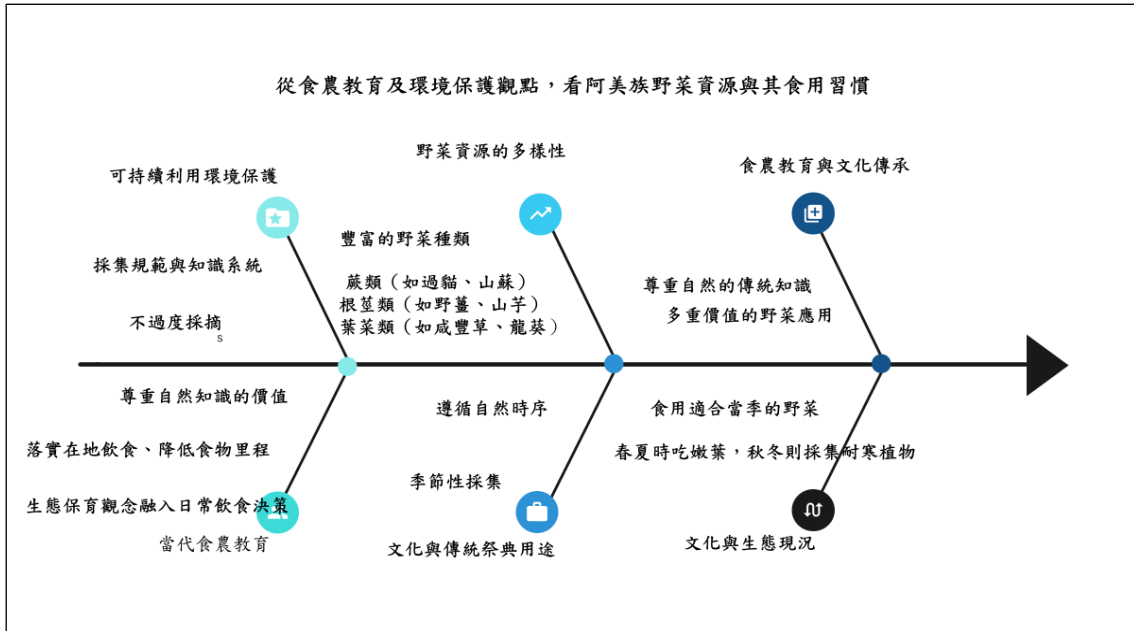 從食農教育及環境保護觀點，看阿美族野菜資源與其食用習慣
可持續利用環境保護
採集規範與知識系統
不過度採摘
s
野菜資源的多樣性
豐富的野菜種類
蕨類（如過貓、山蘇）
根莖類（如野薑、山芋）
葉菜類（如咸豐草、龍葵）
食農教育與文化傳承
尊重自然的傳統知識
多重價值的野菜應用
尊重自然知識的價值
落實在地飲食、降低食物里程
生態保育觀念融入日常飲食決策
當代食農教育
遵循自然時序
季節性採集
文化與傳統祭典用途
食用適合當季的野菜
春夏時吃嫩葉，秋冬則採集耐寒植物
文化與生態現況